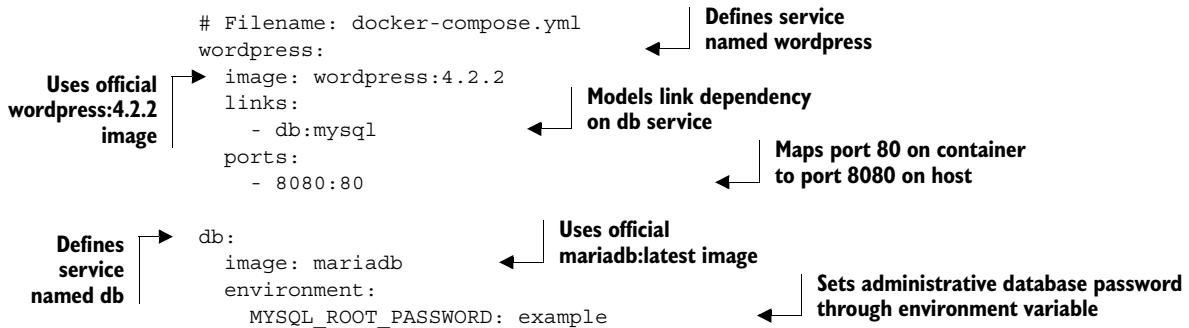 # Filename: docker-compose.yml
Defines service
named wordpress
wordpress:
Uses official
wordpress:4.2.2
image
image: wordpress:4.2.2
links:
- db:mysql
Models link dependency
on db service
ports:
- 8080:80
Maps port 80 on container
to port 8080 on host
Defines
service
named db
db:
image: mariadb
Uses official
mariadb:latest image
environment:
MYSQL_ROOT_PASSWORD: example
Sets administrative database password
through environment variable